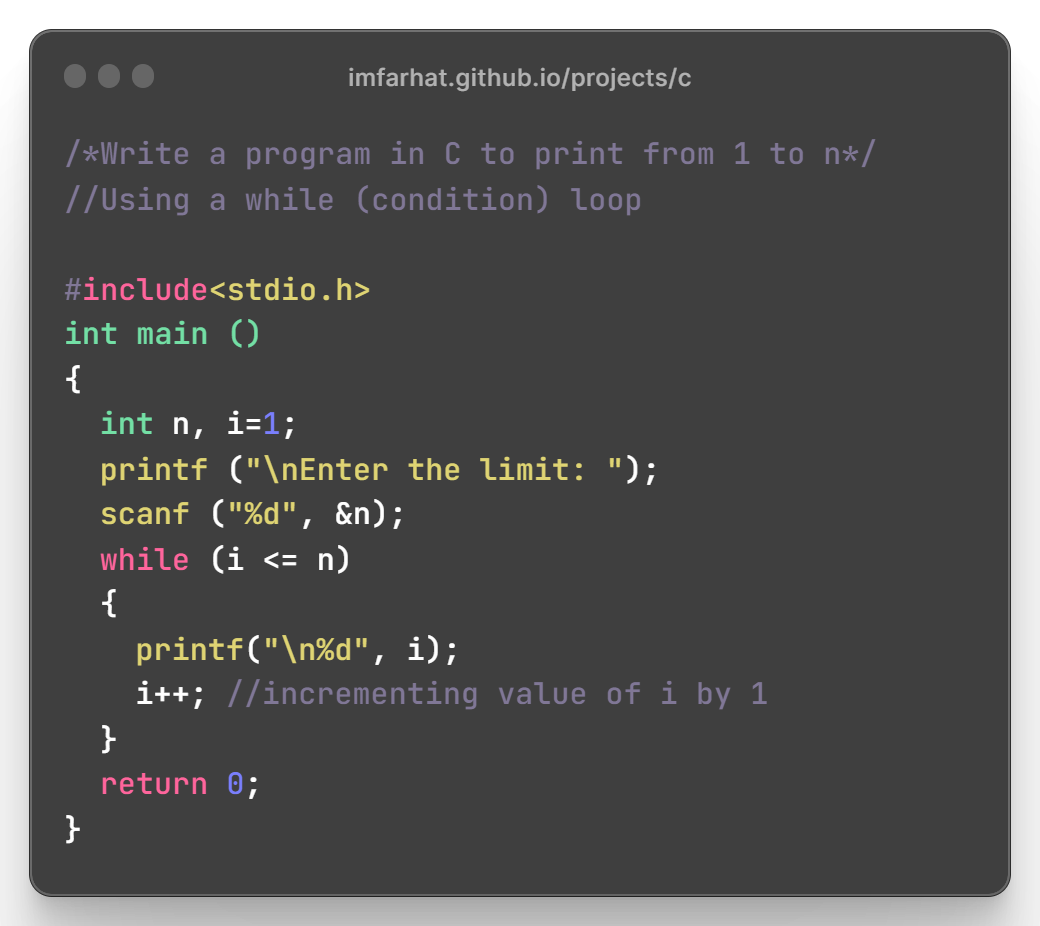 imfarhat.github.io/projects/c
/*Write a program in C to print from 1 to n*/
//Using a while (condition) loop
#include<stdio.h>
int main ()
{
int n, i=1;
printf ("\nEnter the limit: ");
scanf ("%d", &n);
while (i <= n)
{
printf("\n%d", i);
i++; //incrementing value of i by 1
}
return 0;
}